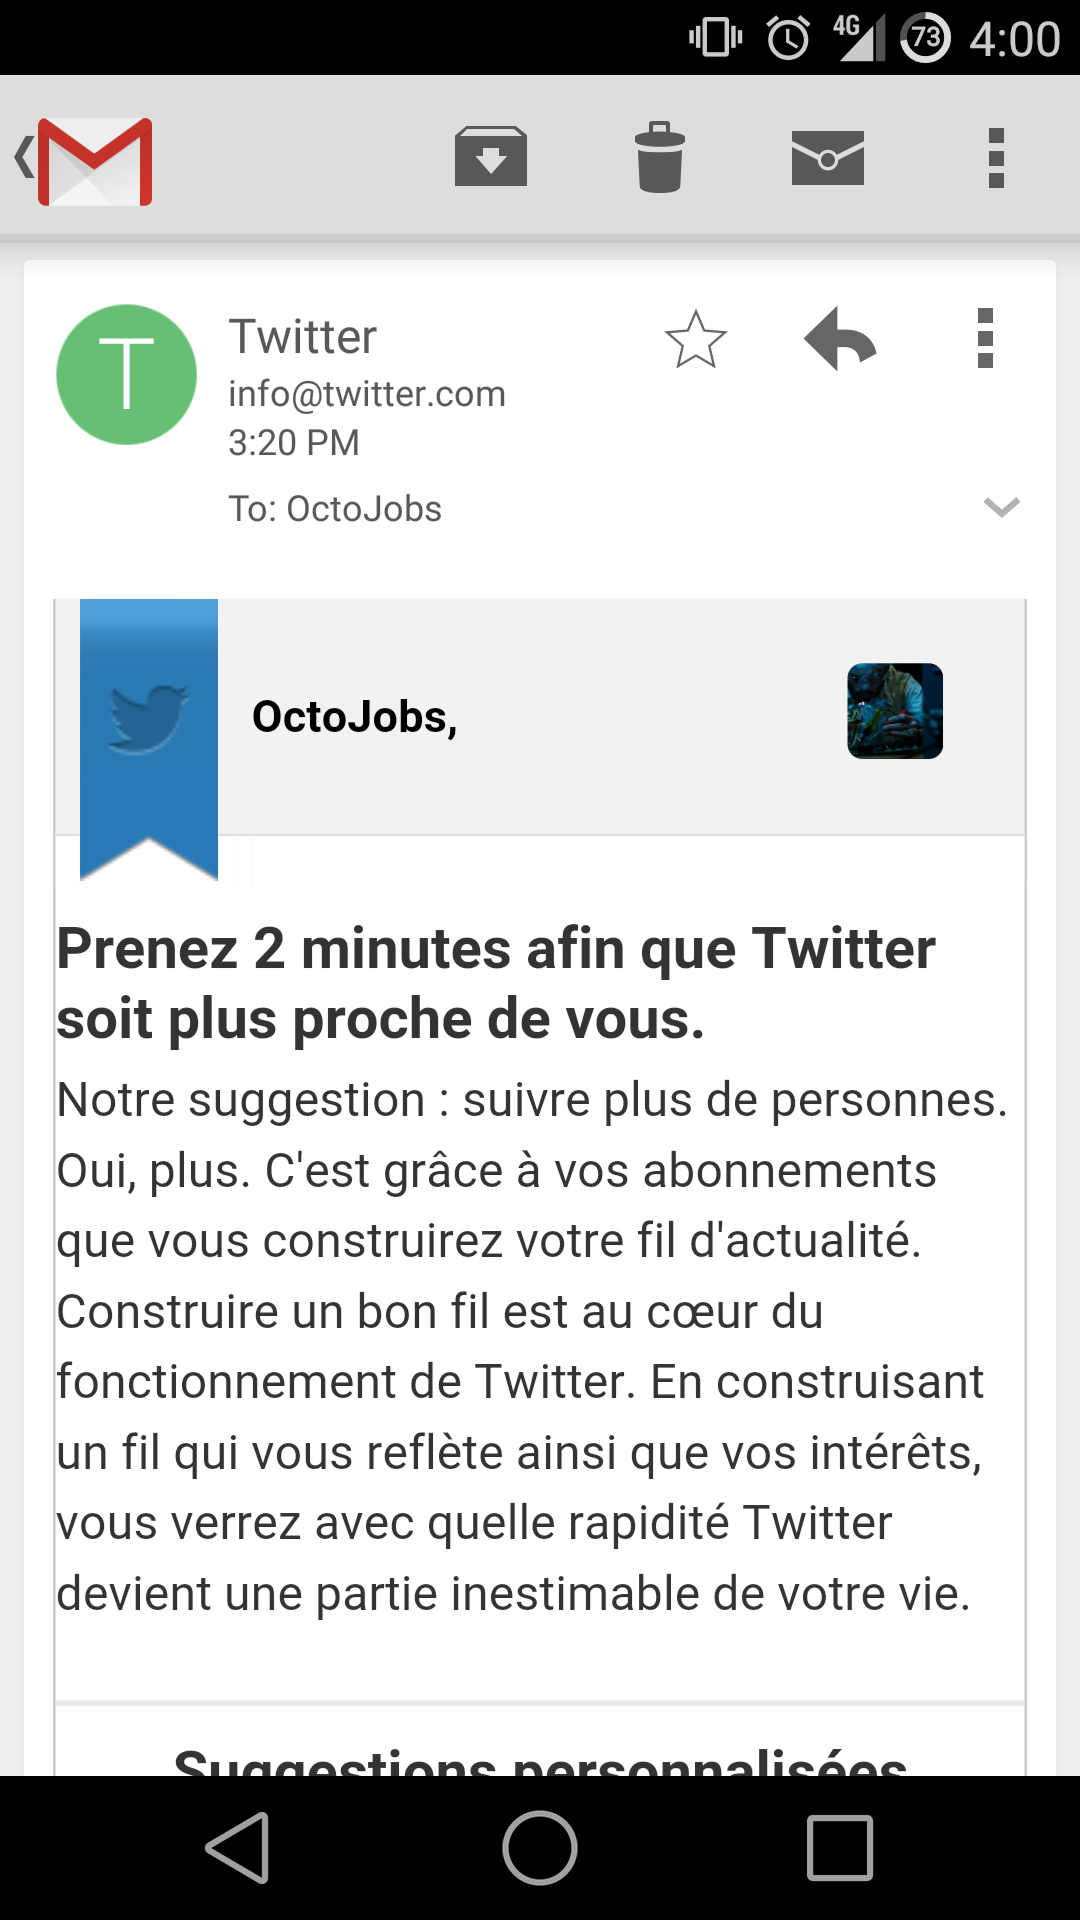 4G 73 4:00
T
Twitter
info@twitter.com
3:20 PM
To: OctoJobs
OctoJobs,
Prenez 2 minutes afin que Twitter
soit plus proche de vous.
Notre suggestion : suivre plus de personnes.
Oui, plus. C'est grâce à vos abonnements
que vous construirez votre fil d'actualité.
Construire un bon fil est au cœur du
fonctionnement de Twitter. En construisant
un fil qui vous reflète ainsi que vos intérêts,
vous verrez avec quelle rapidité Twitter
devient une partie inestimable de votre vie.
Suggestions personnalisées